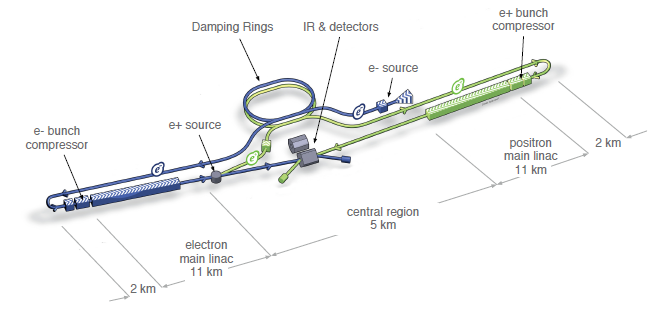 e+ bunch
compressor
Damping Rings
IR & detectors
e- source
e+ source
e- bunch
compressor
e-
e-
e+
e+
positron
main linac
11 km
2 km
central region
5 km
electron
main linac
11 km
2 km